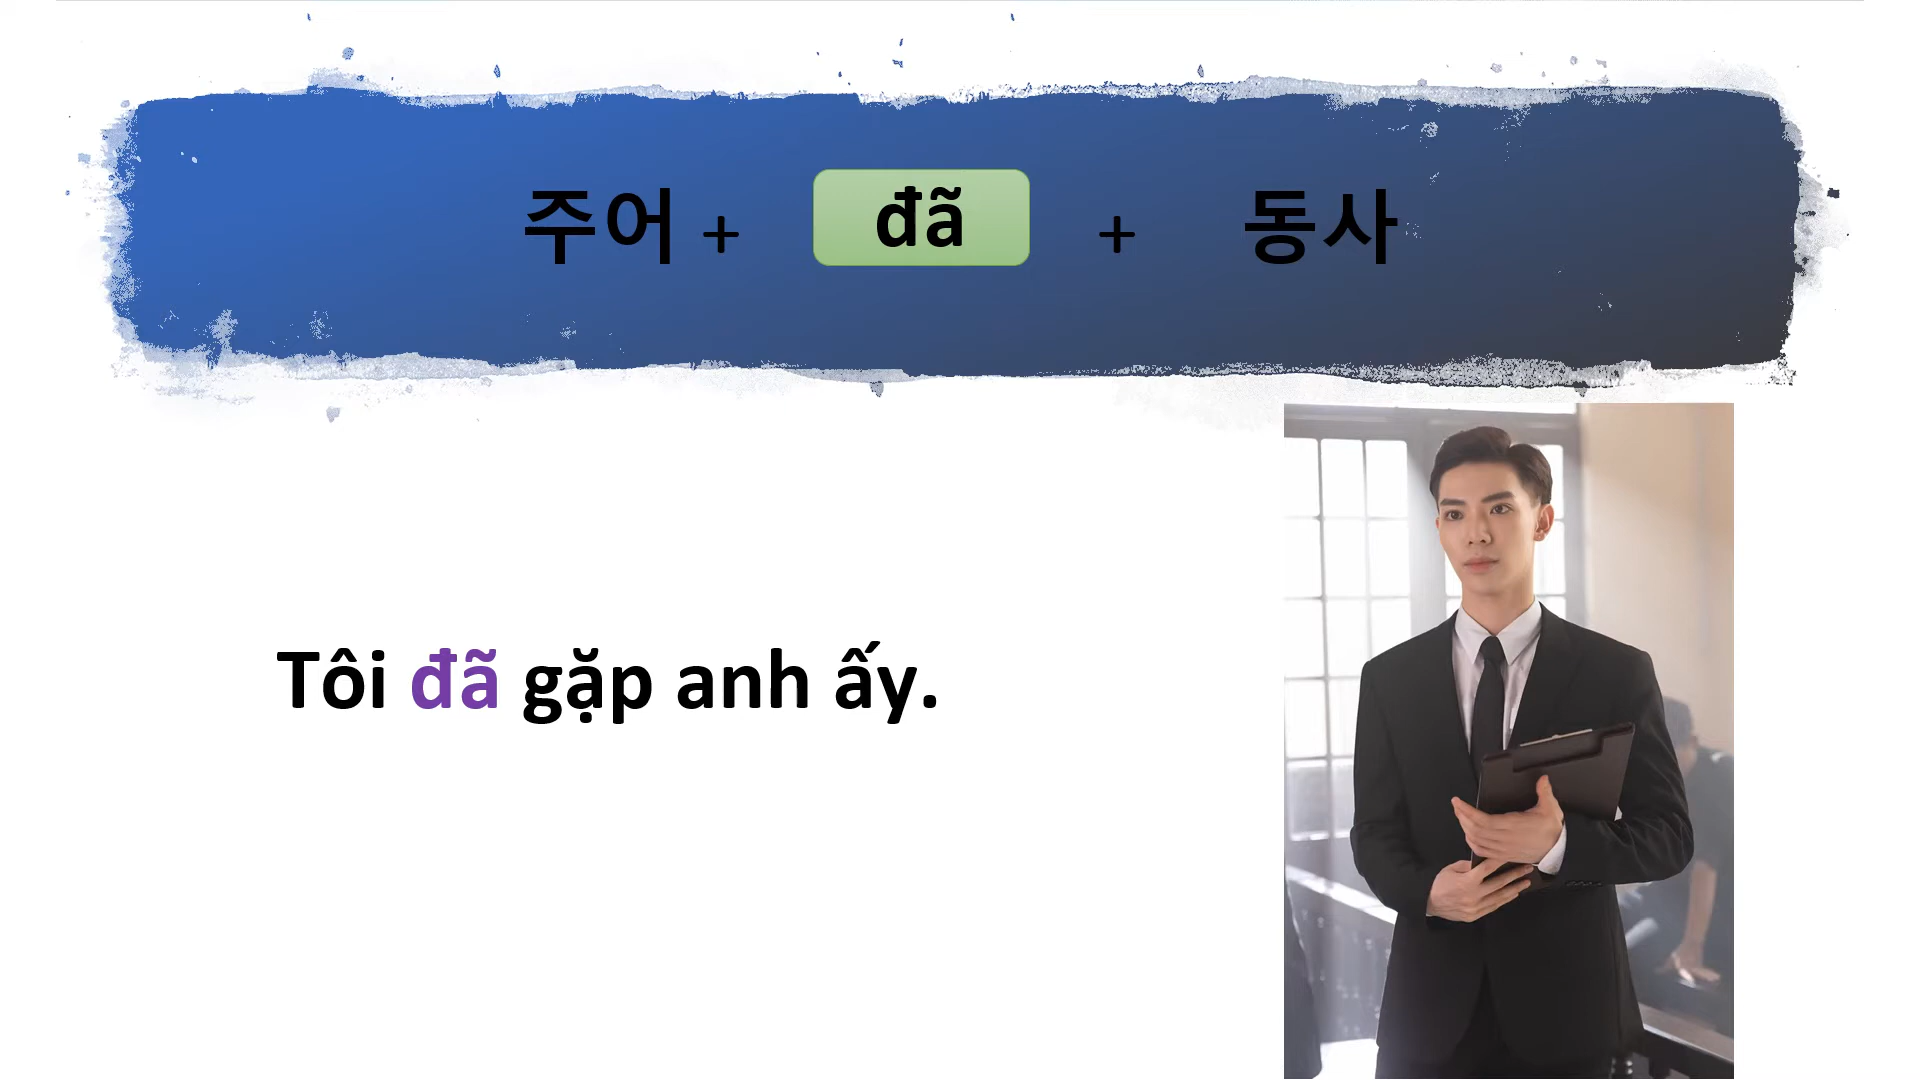 주어 + đã + 동사
Tôi đã gặp anh ấy.